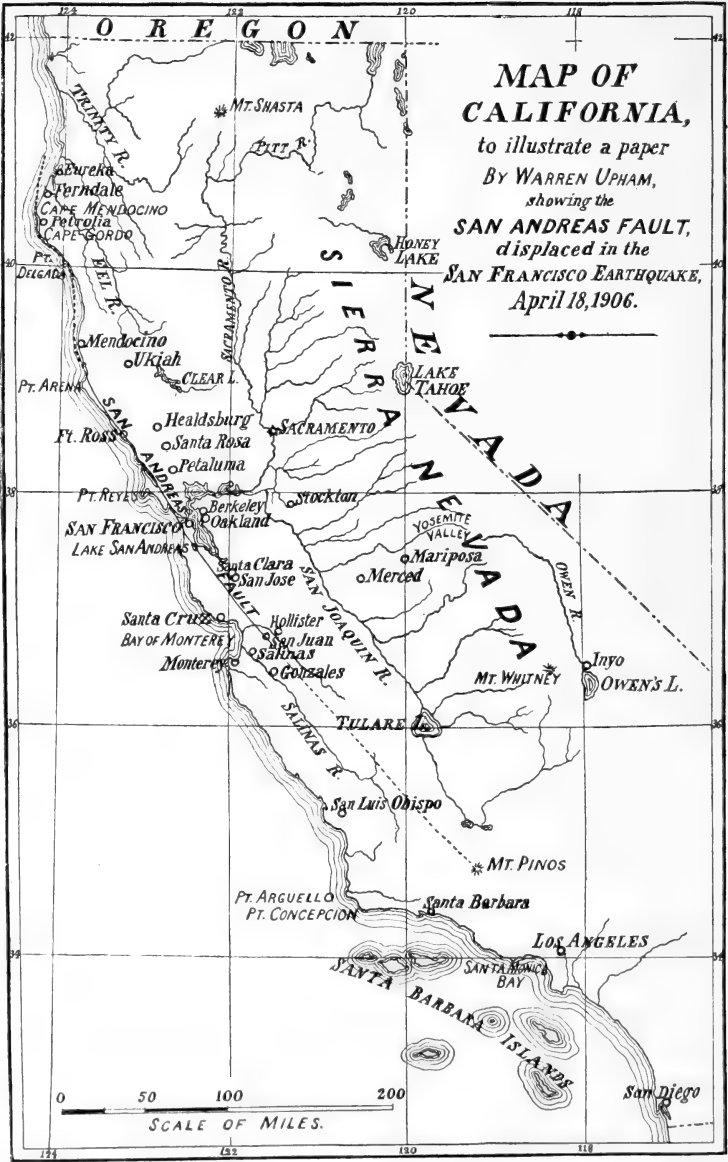 124 122 120 118
OREGON
42
MAP OF
CALIFORNIA,
to illustrate a paper
BY WARREN UPHAM,
showing the
SAN ANDREAS FAULT,
displaced in the
SAN FRANCISCO EARTHQUAKE,
April 18, 1906.
TRINITY R.
MT. SHASTA
PITT R.
Eureka
Ferndale
CAPE MENDOCINO
Petrolia
CAPE GORDO
PT.
DELGADA
40
EEL R.
SACRAMENTO R.
HONEY
LAKE
SIERRA NEVADA
NEVADA
Mendocino
Ukiah
CLEAR L.
LAKE
TAHOE
PT. ARENA
SAN ANDREAS FAULT
Healdsburg
SACRAMENTO
Ft. Ross
Santa Rosa
Petaluma
38
PT. REYES
Stockton
Berkeley
SAN FRANCISCO
Oakland
YOSEMITE
VALLEY
LAKE SAN ANDREAS
Mariposa
Santa Clara
San Jose
Merced
OWEN R.
SAN JOAQUIN R.
Santa Cruz
Hollister
BAY OF MONTEREY
San Juan
Salinas
Monterey
Gonzales
Inyo
MT. WHITNEY
OWEN'S L.
SALINAS R.
36
TULARE L.
San Luis Obispo
MT. PINOS
PT. ARGUELLO
Santa Barbara
PT. CONCEPCION
LOS ANGELES
34
SANTA MONICA
BAY
SANTA BARBARA ISLANDS
San Diego
0 50 100 200
SCALE OF MILES.
124 122 120 118